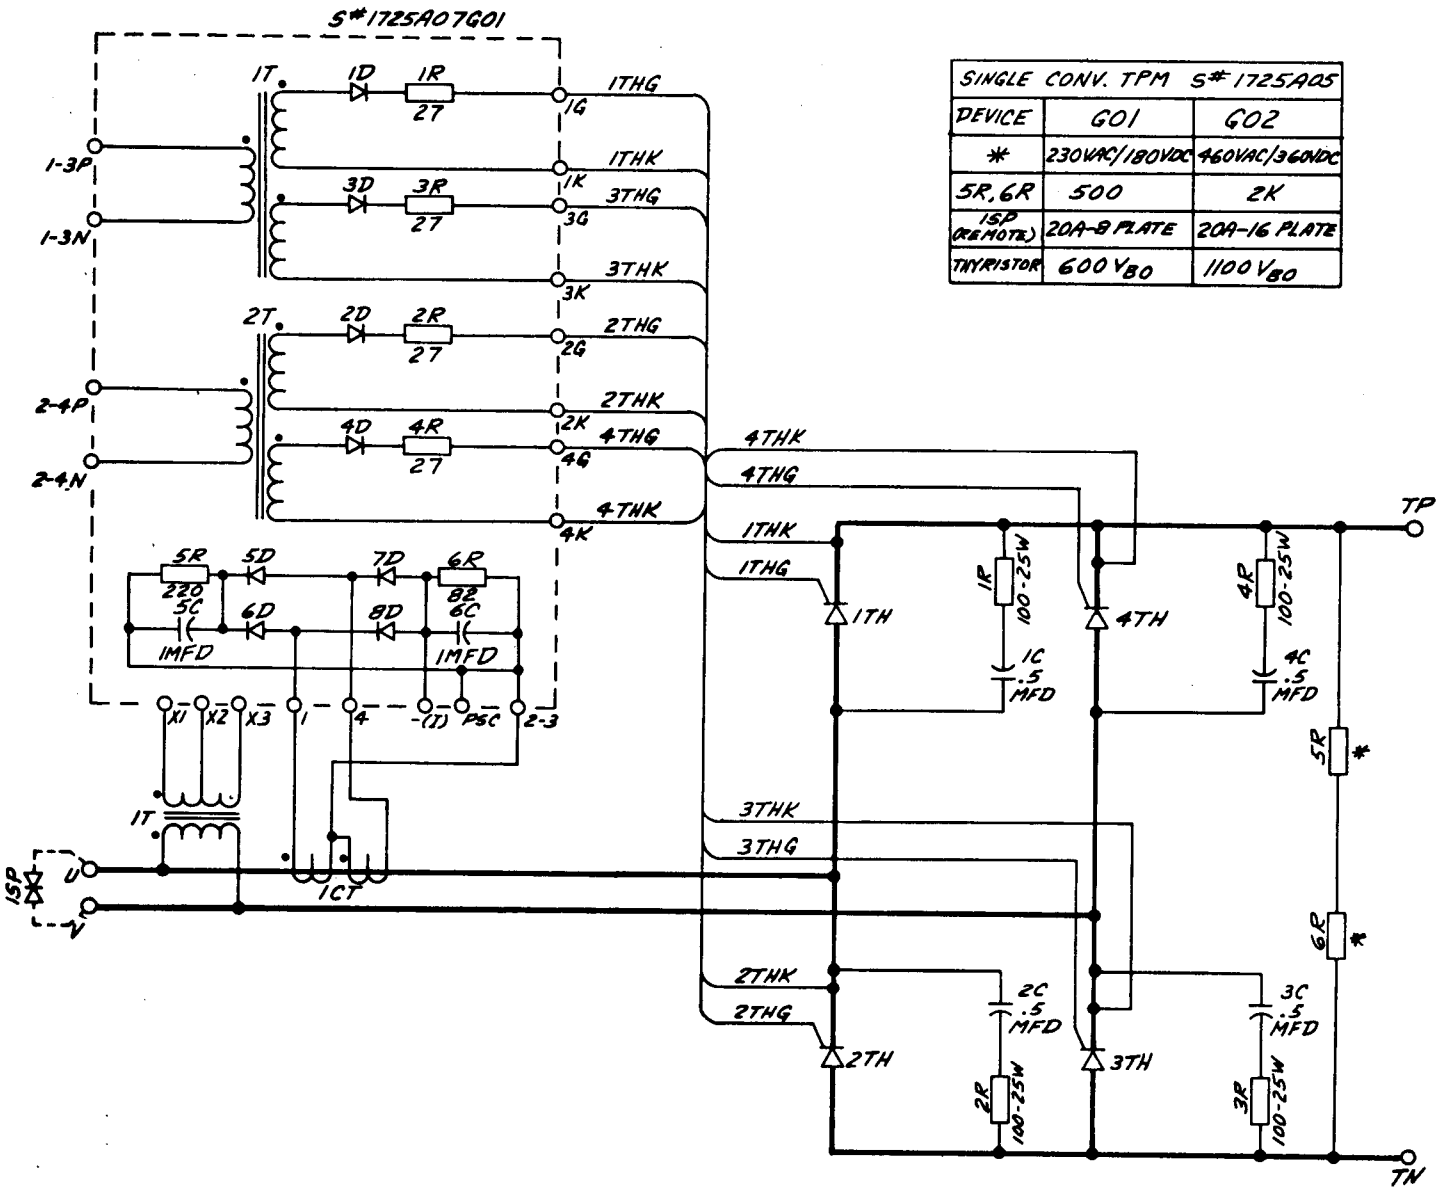 S# 1725A07G01
1T
1D
1R
27
1G
1THG
1-3P
1K
1THK
3D
3R
27
3G
3THG
1-3N
3K
3THK
2T
2D
2R
27
2G
2THG
2-4P
2K
2THK
4D
4R
27
4G
4THG
2-4N
4K
4THK
SINGLE CONV. TPM S# 1725A05
DEVICE G01 G02
* 230VAC/180VDC 460VAC/360VDC
5R, 6R 500 2K
1SP (REMOTE) 20A-8 PLATE 20A-16 PLATE
THYRISTOR 600 VBO 1100 VBO
5R
220
5D
7D
6R
82
5C
1MFD
6D
8D
6C
1MFD
X1
X2
X3
1
4
-(I)
PSC
2-3
1T
1SP
U
V
1CT
4THK
4THG
1THK
1THG
1TH
1R
100-25W
1C
.5
MFD
4TH
4R
100-25W
4C
.5
MFD
TP
5R *
3THK
3THG
6R *
2THK
2THG
2TH
2C
.5
MFD
2R
100-25W
3TH
3C
.5
MFD
3R
100-25W
TN